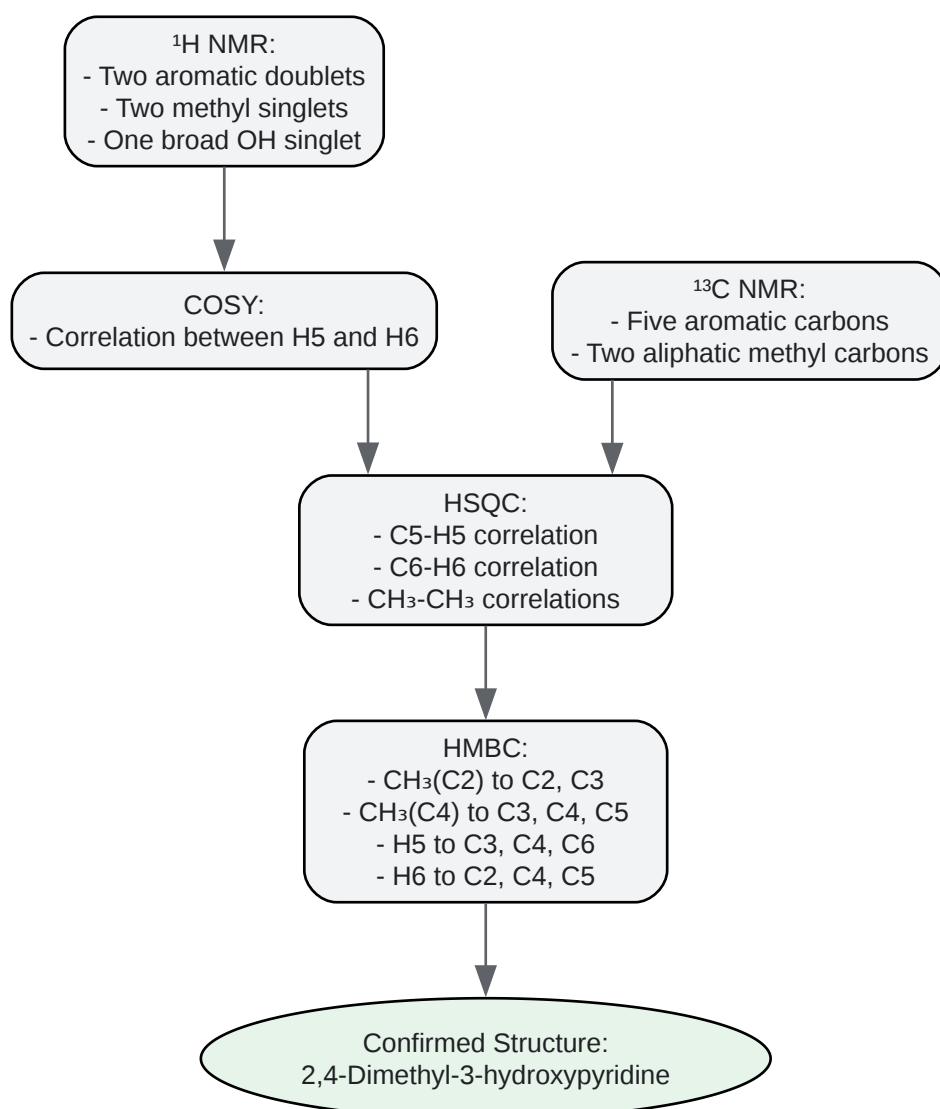 ¹H NMR:
- Two aromatic doublets
- Two methyl singlets
- One broad OH singlet
COSY:
- Correlation between H5 and H6
¹³C NMR:
- Five aromatic carbons
- Two aliphatic methyl carbons
HSQC:
- C5-H5 correlation
- C6-H6 correlation
- CH₃-CH₃ correlations
HMBC:
- CH₃(C2) to C2, C3
- CH₃(C4) to C3, C4, C5
- H5 to C3, C4, C6
- H6 to C2, C4, C5
Confirmed Structure:
2,4-Dimethyl-3-hydroxypyridine